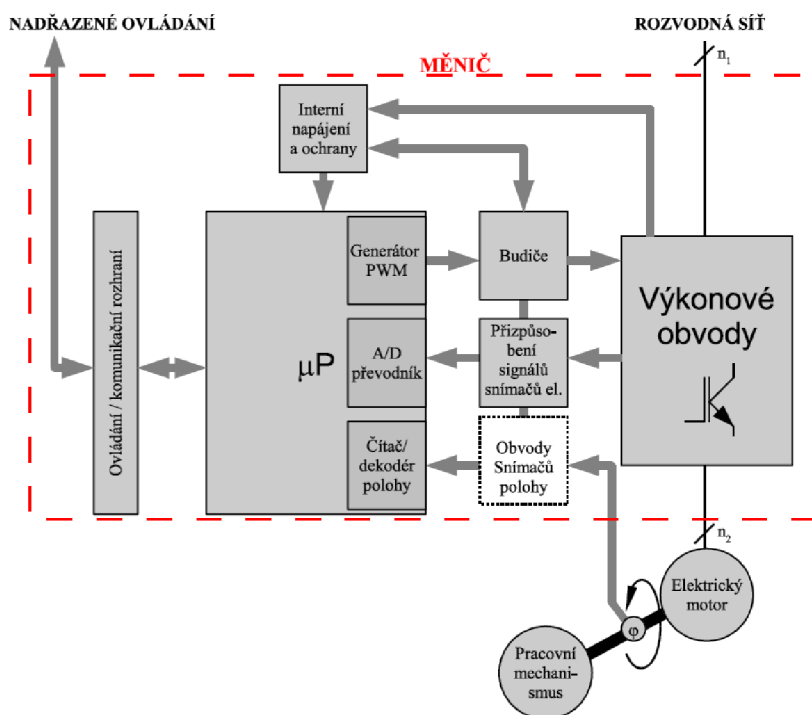 NADŘAZENÉ OVLÁDÁNÍ
ROZVODNÁ SÍŤ
n1
MĚNIČ
Interní
napájení
a ochrany
Ovládání / komunikační rozhraní
μP
Generátor
PWM
A/D
převodník
Čítač/
dekodér
polohy
Budiče
Přizpůso-
bení
signálů
snímačů el.
Obvody
Snímačů
polohy
Výkonové
obvody
n2
Elektrický
motor
φ
Pracovní
mechani-
smus